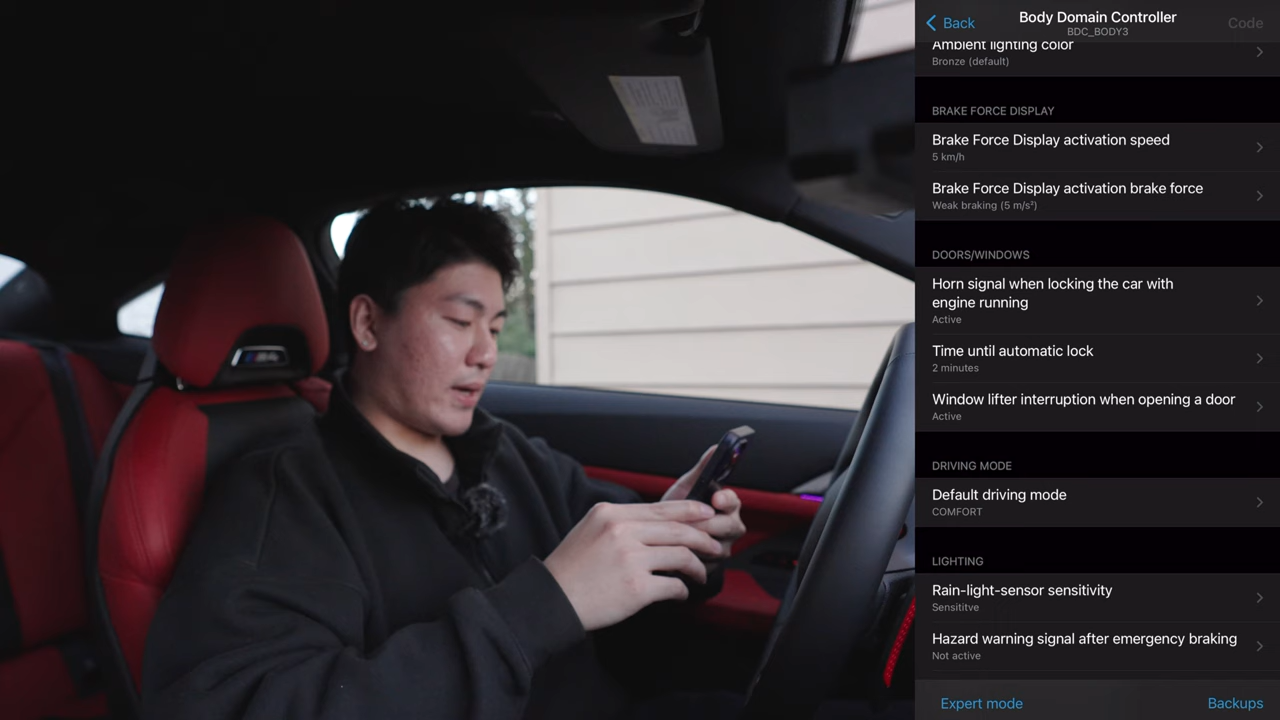 Back
Body Domain Controller
Code
BDC_BODY3
Ambient lighting color
Bronze (default)
BRAKE FORCE DISPLAY
Brake Force Display activation speed
5 km/h
Brake Force Display activation brake force
Weak braking (5 m/s²)
DOORS/WINDOWS
Horn signal when locking the car with
engine running
Active
Time until automatic lock
2 minutes
Window lifter interruption when opening a door
Active
DRIVING MODE
Default driving mode
COMFORT
LIGHTING
Rain-light-sensor sensitivity
Sensititve
Hazard warning signal after emergency braking
Not active
Expert mode
Backups
M4